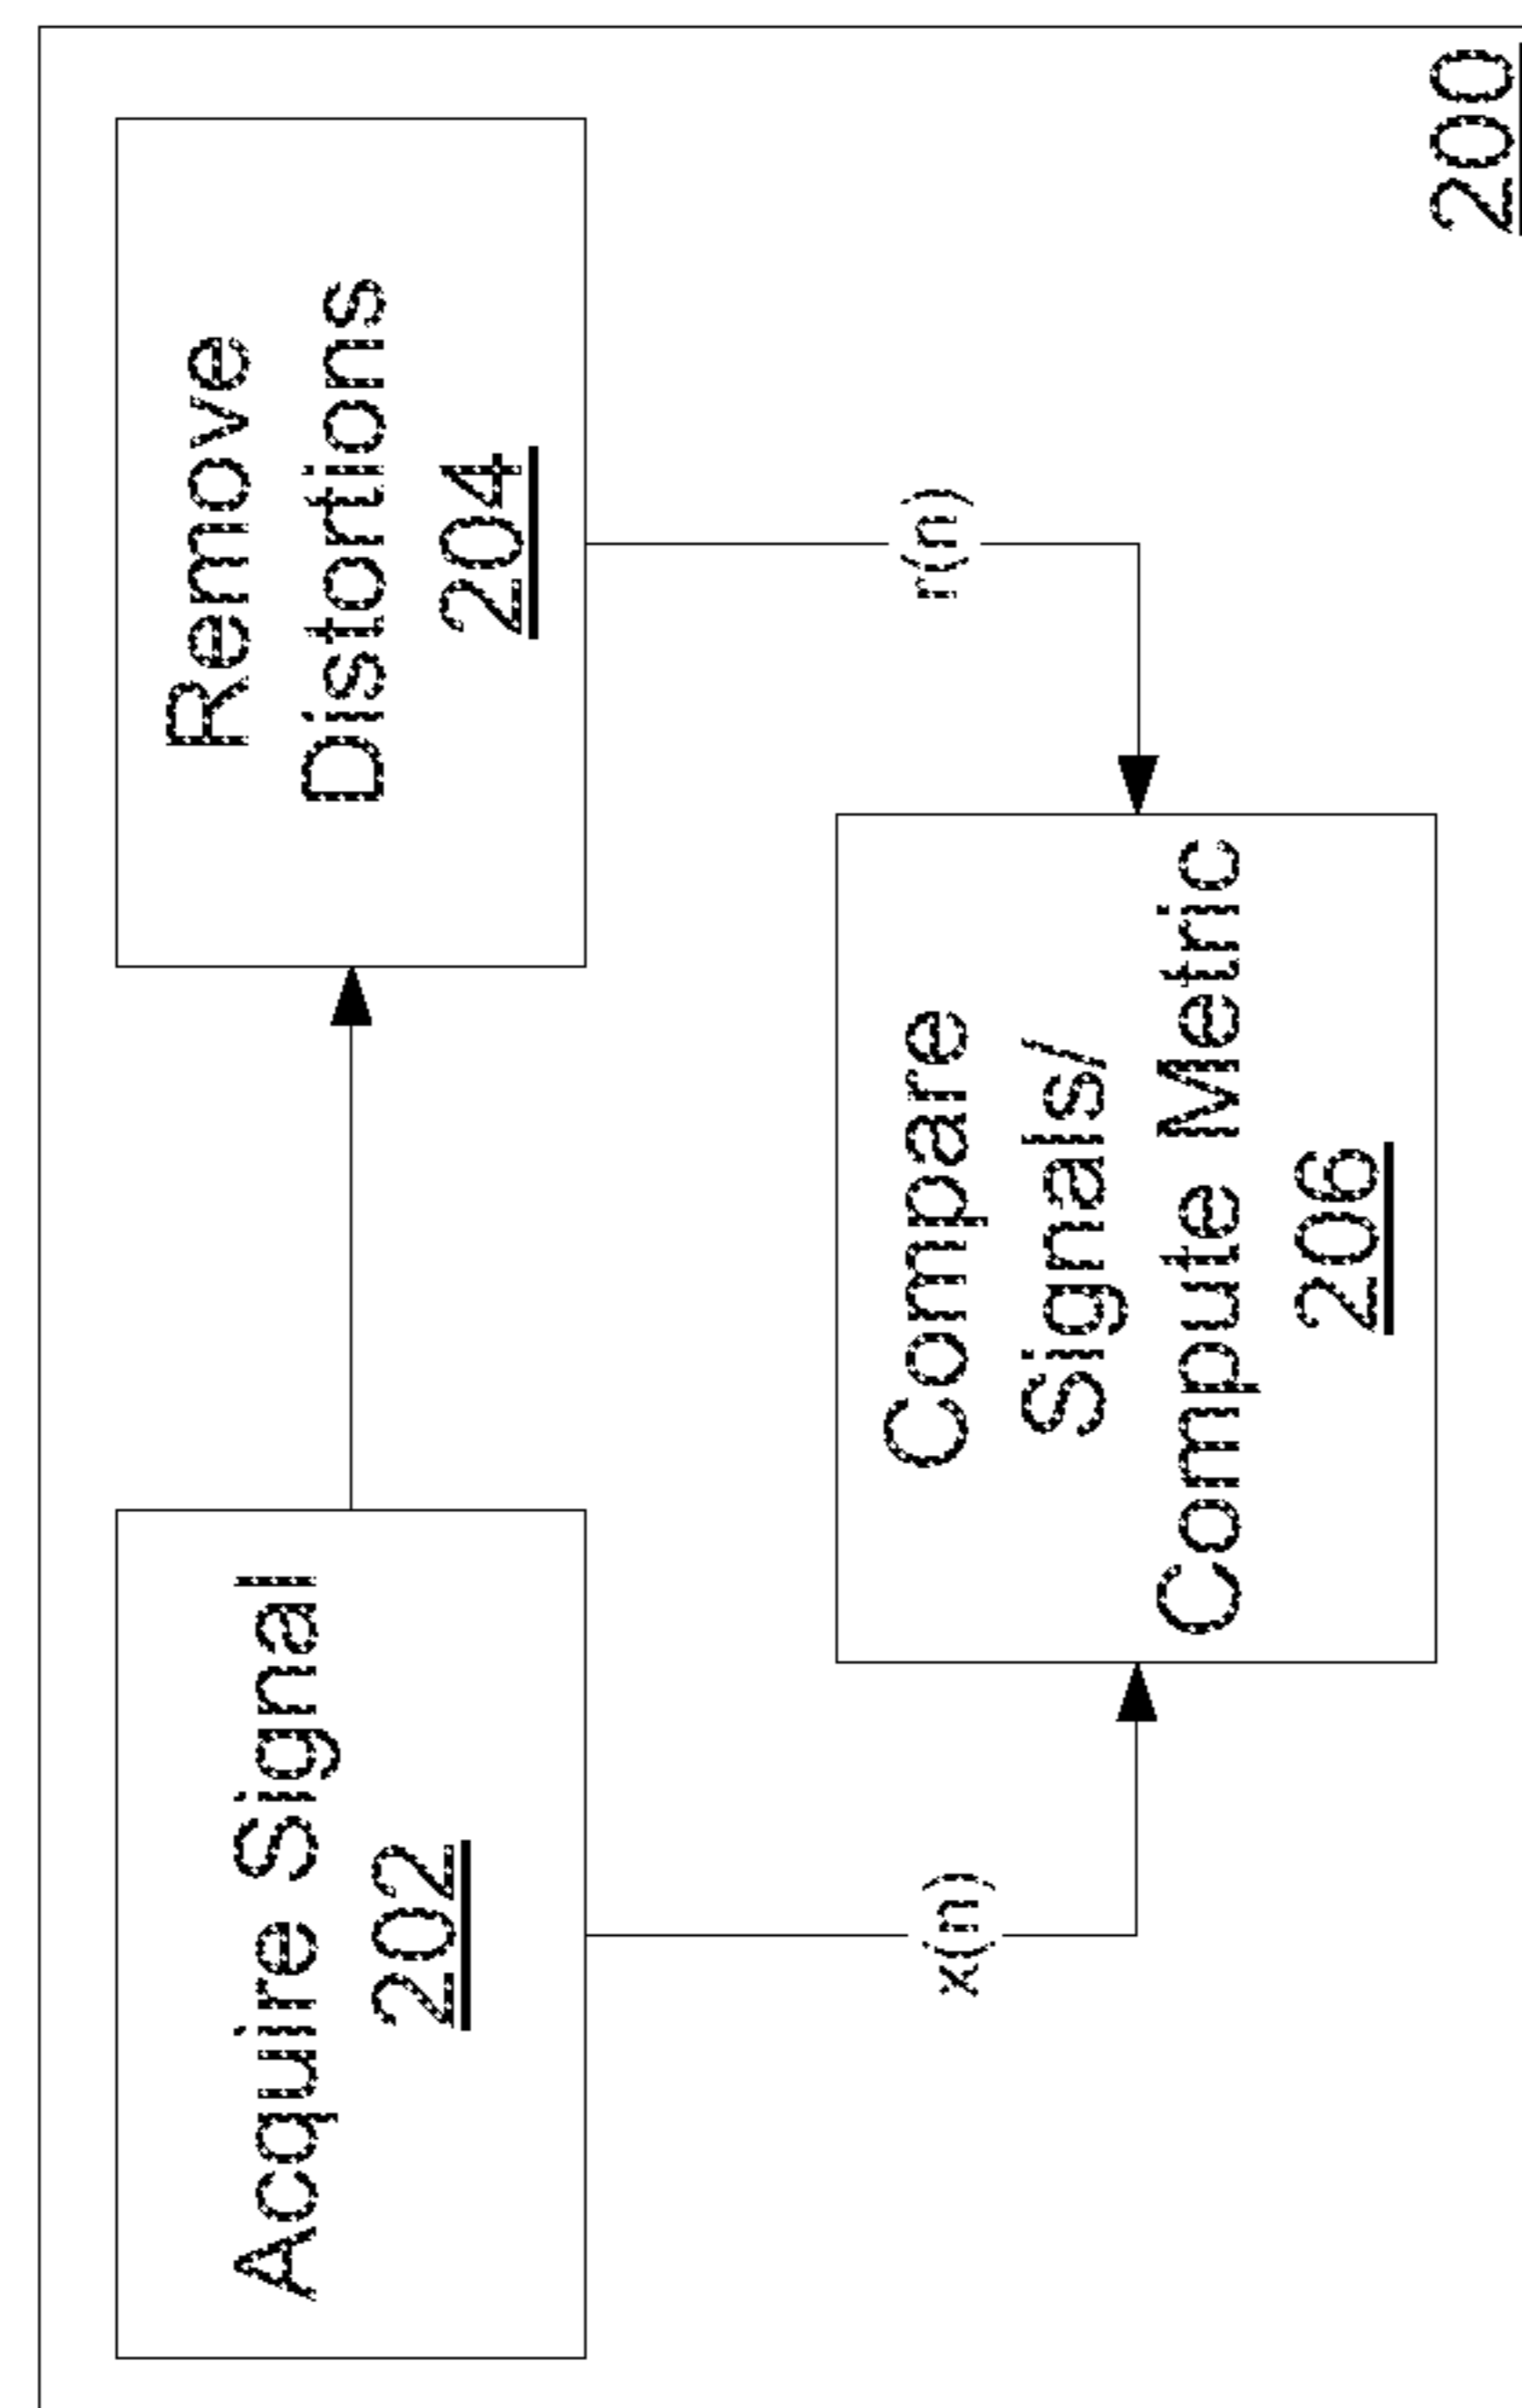 Acquire Signal
202
Remove
Distortions
204
x(n)
r(n)
Compare
Signals/
Compute Metric
206
200